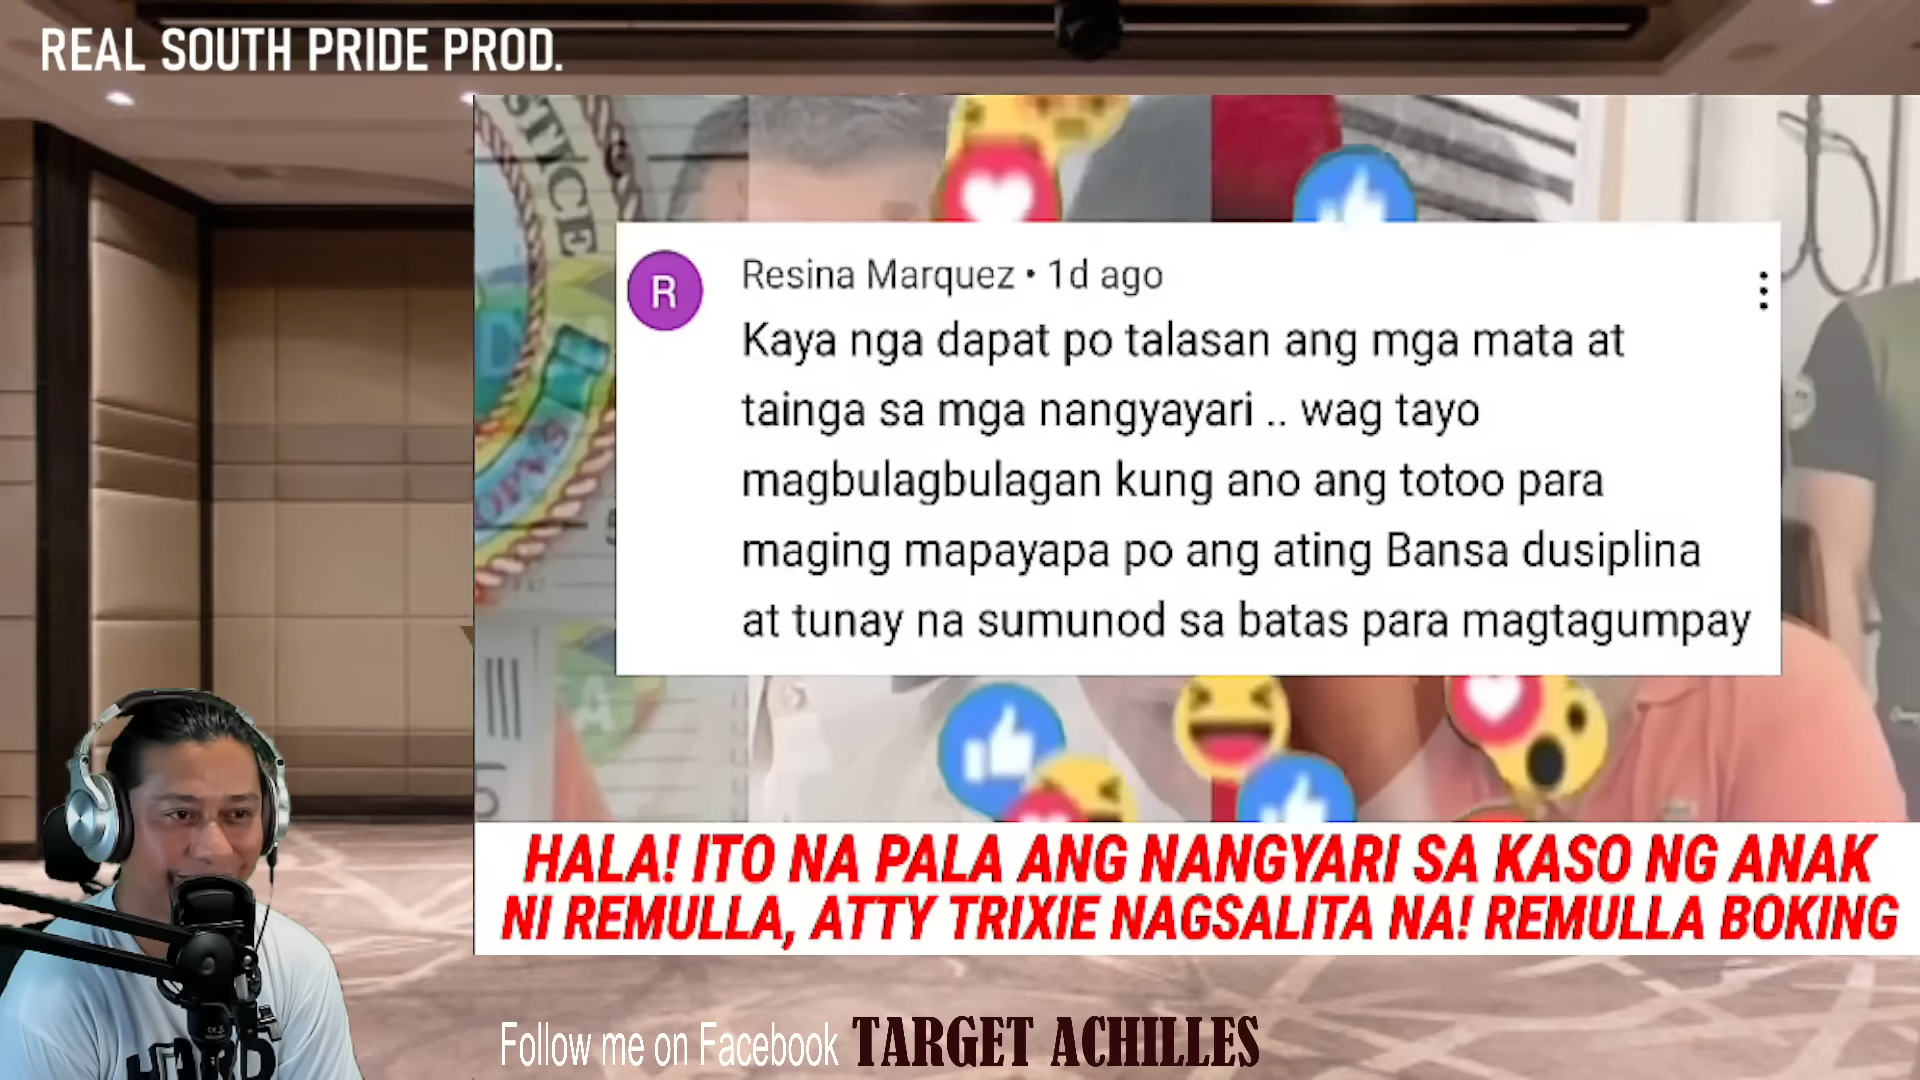 REAL SOUTH PRIDE PROD.
STICE
R
Resina Marquez • 1d ago
Kaya nga dapat po talasan ang mga mata at
tainga sa mga nangyayari .. wag tayo
magbulagbulagan kung ano ang totoo para
maging mapayapa po ang ating Bansa dusiplina
at tunay na sumunod sa batas para magtagumpay
HALA! ITO NA PALA ANG NANGYARI SA KASO NG ANAK
NI REMULLA, ATTY TRIXIE NAGSALITA NA! REMULLA BOKING
Follow me on Facebook TARGET ACHILLES